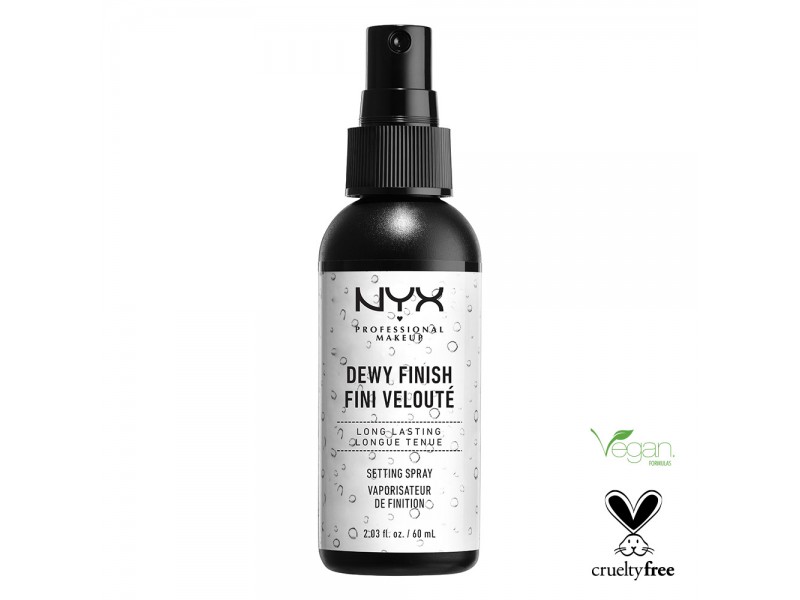 NYX
PROFESSIONAL
MAKEUP
DEWY FINISH
FINI VELOUTÉ
LONG LASTING
LONGUE TENUE
SETTING SPRAY
VAPORISATEUR
DE FINITION
2.03 fl. oz. / 60 mL
Vegan.
FORMULAS
crueltyfree